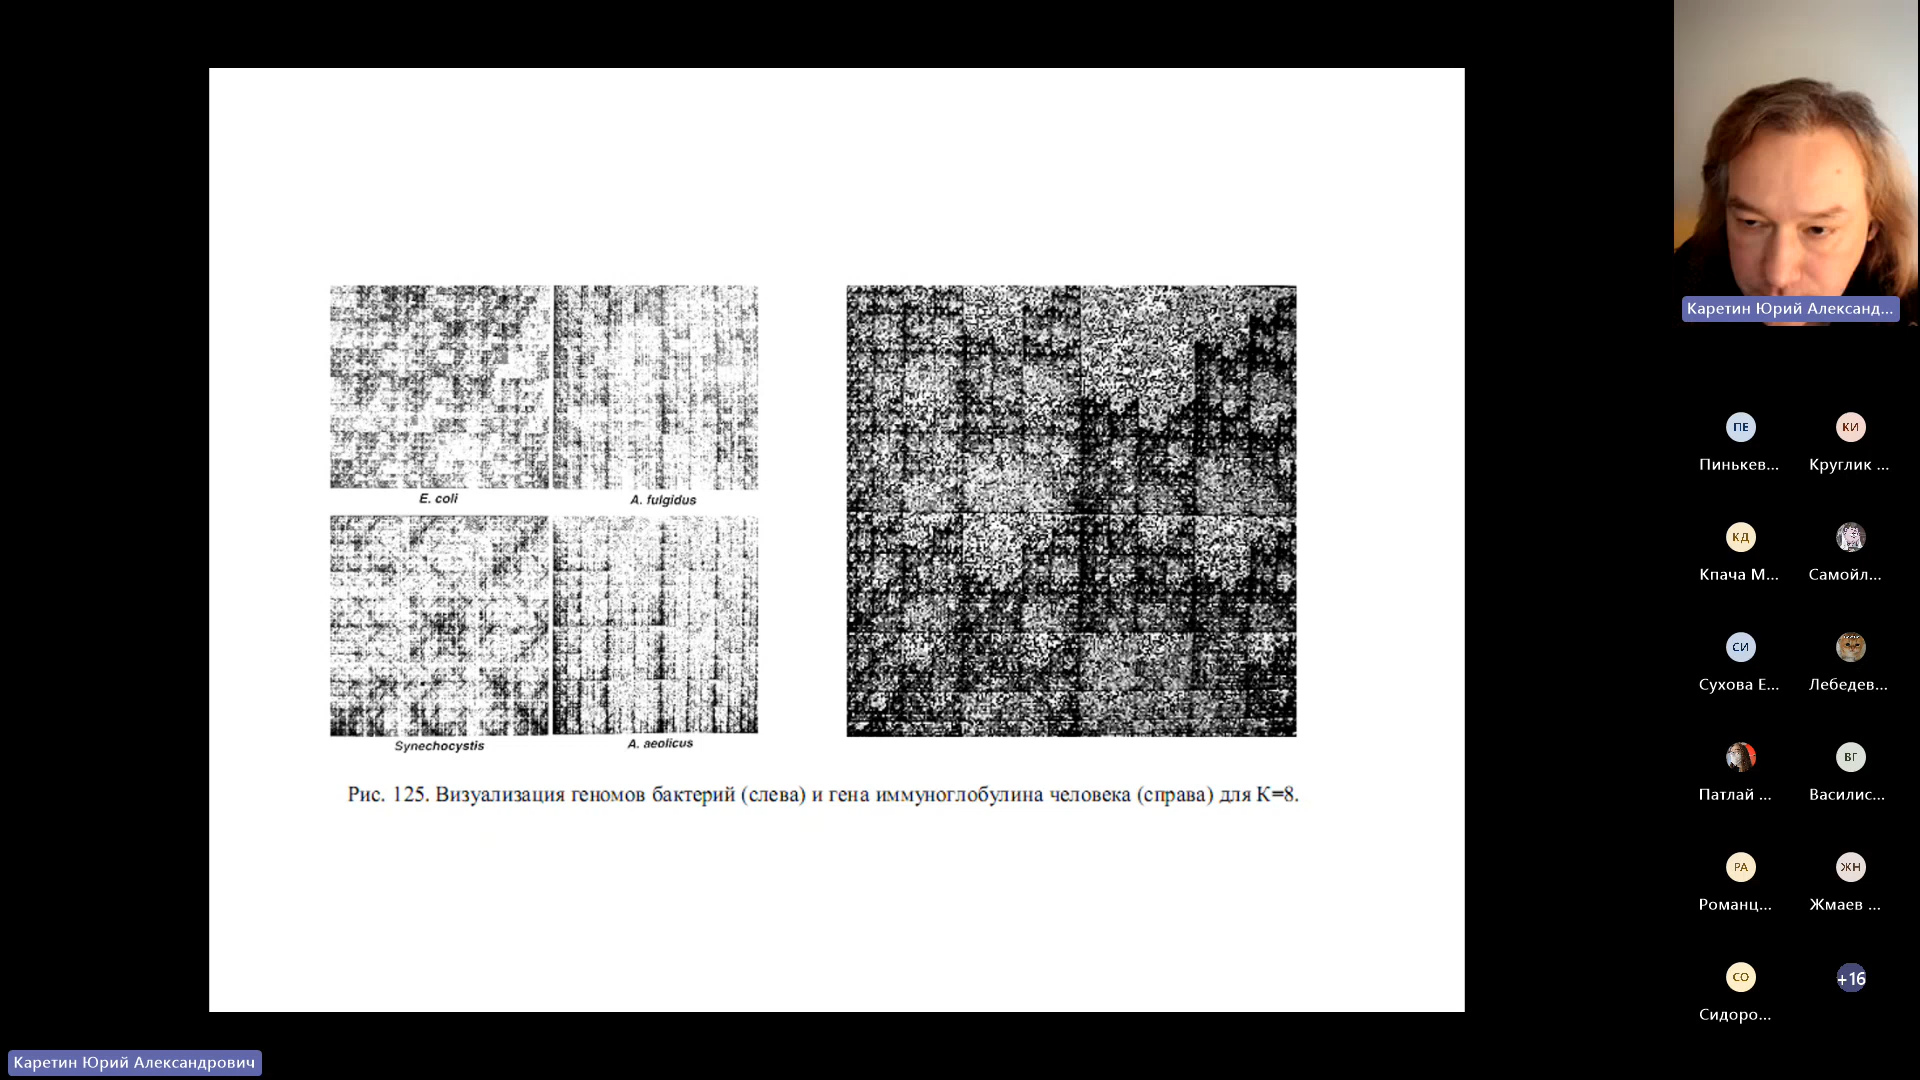 E. coli
A. fulgidus
Synechocystis
A. aeolicus
Рис. 125. Визуализация геномов бактерий (слева) и гена иммуноглобулина человека (справа) для К=8.
Каретин Юрий Александ...
ПЕ
КИ
Пинькев...
Круглик ...
КД
Кпача М...
Самойл...
СИ
Сухова Е...
Лебедев...
ВГ
Патлай ...
Василис...
РА
ЖН
Романц...
Жмаев ...
СО
+16
Сидоро...
Каретин Юрий Александрович